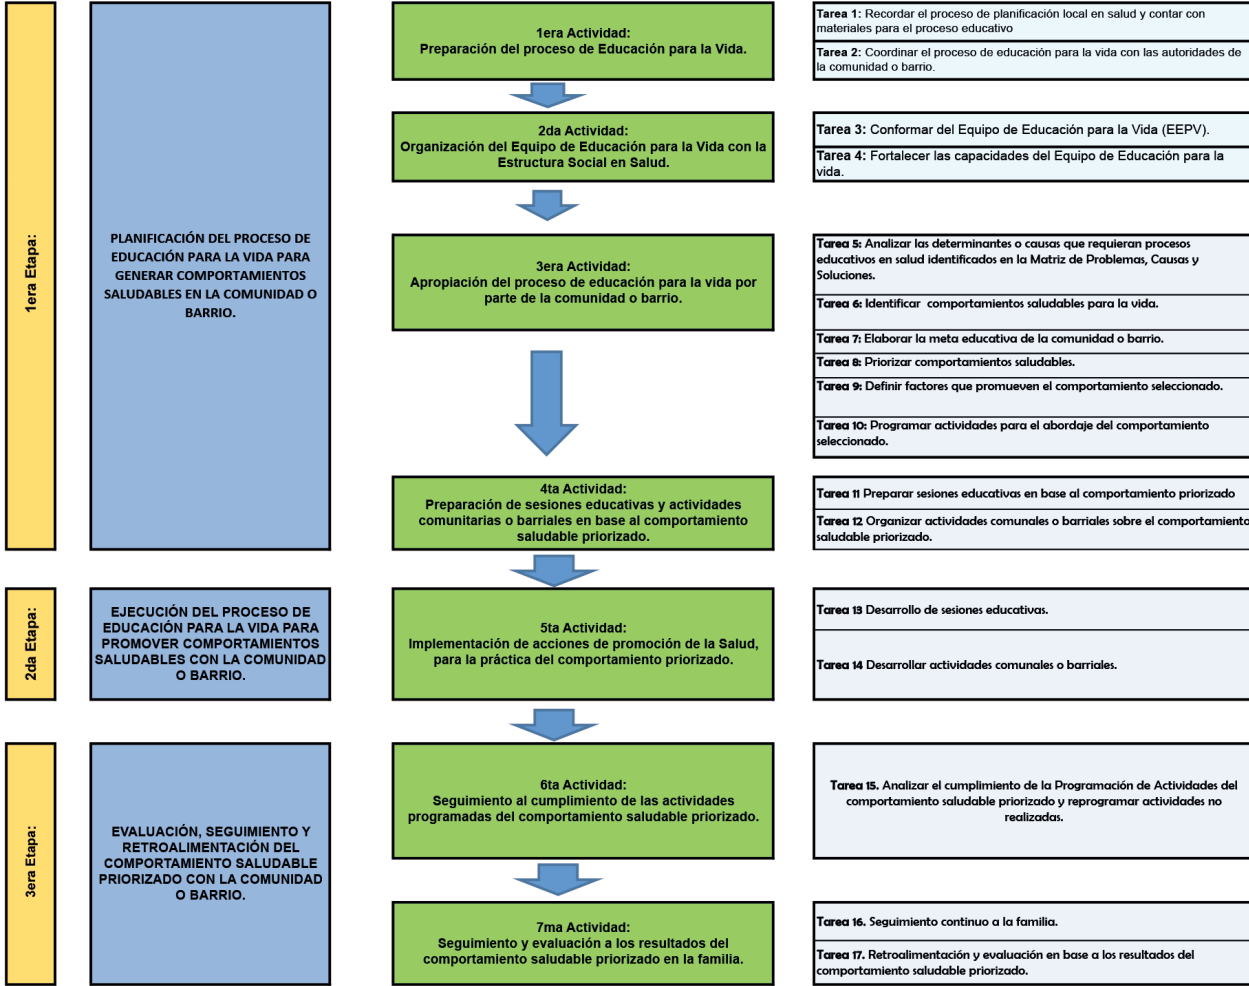 1era Etapa:
PLANIFICACIÓN DEL PROCESO DE
EDUCACIÓN PARA LA VIDA PARA
GENERAR COMPORTAMIENTOS
SALUDABLES EN LA COMUNIDAD O
BARRIO.
1era Actividad:
Preparación del proceso de Educación para la Vida.
Tarea 1: Recordar el proceso de planificación local en salud y contar con
materiales para el proceso educativo
Tarea 2: Coordinar el proceso de educación para la vida con las autoridades de
la comunidad o barrio.
2da Actividad:
Organización del Equipo de Educación para la Vida con la
Estructura Social en Salud.
Tarea 3: Conformar del Equipo de Educación para la Vida (EEPV).
Tarea 4: Fortalecer las capacidades del Equipo de Educación para la
vida.
3era Actividad:
Apropiación del proceso de educación para la vida por
parte de la comunidad o barrio.
Tarea 5: Analizar las determinantes o causas que requieran procesos
educativos en salud identificados en la Matriz de Problemas, Causas y
Soluciones.
Tarea 6: Identificar comportamientos saludables para la vida.
Tarea 7: Elaborar la meta educativa de la comunidad o barrio.
Tarea 8: Priorizar comportamientos saludables.
Tarea 9: Definir factores que promueven el comportamiento seleccionado.
Tarea 10: Programar actividades para el abordaje del comportamiento
seleccionado.
4ta Actividad:
Preparación de sesiones educativas y actividades
comunitarias o barriales en base al comportamiento
saludable priorizado.
Tarea 11 Preparar sesiones educativas en base al comportamiento priorizado
Tarea 12 Organizar actividades comunales o barriales sobre el comportamiento
saludable priorizado.
2da Etapa:
EJECUCIÓN DEL PROCESO DE
EDUCACIÓN PARA LA VIDA PARA
PROMOVER COMPORTAMIENTOS
SALUDABLES CON LA COMUNIDAD
O BARRIO.
5ta Actividad:
Implementación de acciones de promoción de la Salud,
para la práctica del comportamiento priorizado.
Tarea 13 Desarrollo de sesiones educativas.
Tarea 14 Desarrollar actividades comunales o barriales.
3era Etapa:
EVALUACIÓN, SEGUIMIENTO Y
RETROALIMENTACIÓN DEL
COMPORTAMIENTO SALUDABLE
PRIORIZADO CON LA COMUNIDAD
O BARRIO.
6ta Actividad:
Seguimiento al cumplimiento de las actividades
programadas del comportamiento saludable priorizado.
Tarea 15. Analizar el cumplimiento de la Programación de Actividades del
comportamiento saludable priorizado y reprogramar actividades no
realizadas.
7ma Actividad:
Seguimiento y evaluación a los resultados del
comportamiento saludable priorizado en la familia.
Tarea 16. Seguimiento continuo a la familia.
Tarea 17. Retroalimentación y evaluación en base a los resultados del
comportamiento saludable priorizado.